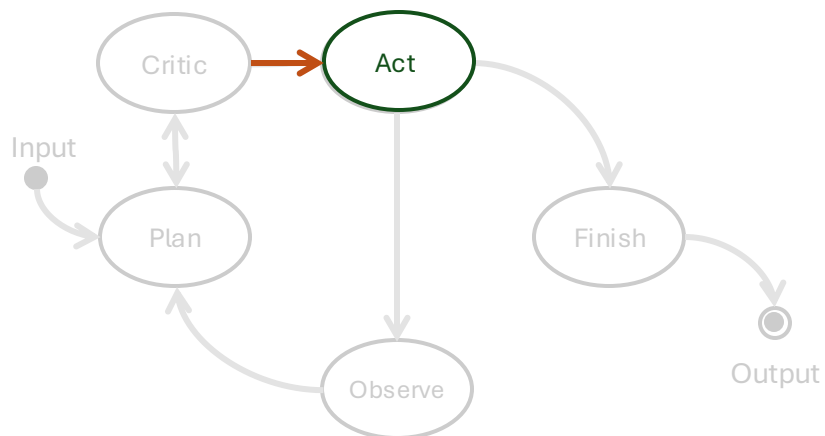 Critic
Act
Input
Plan
Finish
Output
Observe